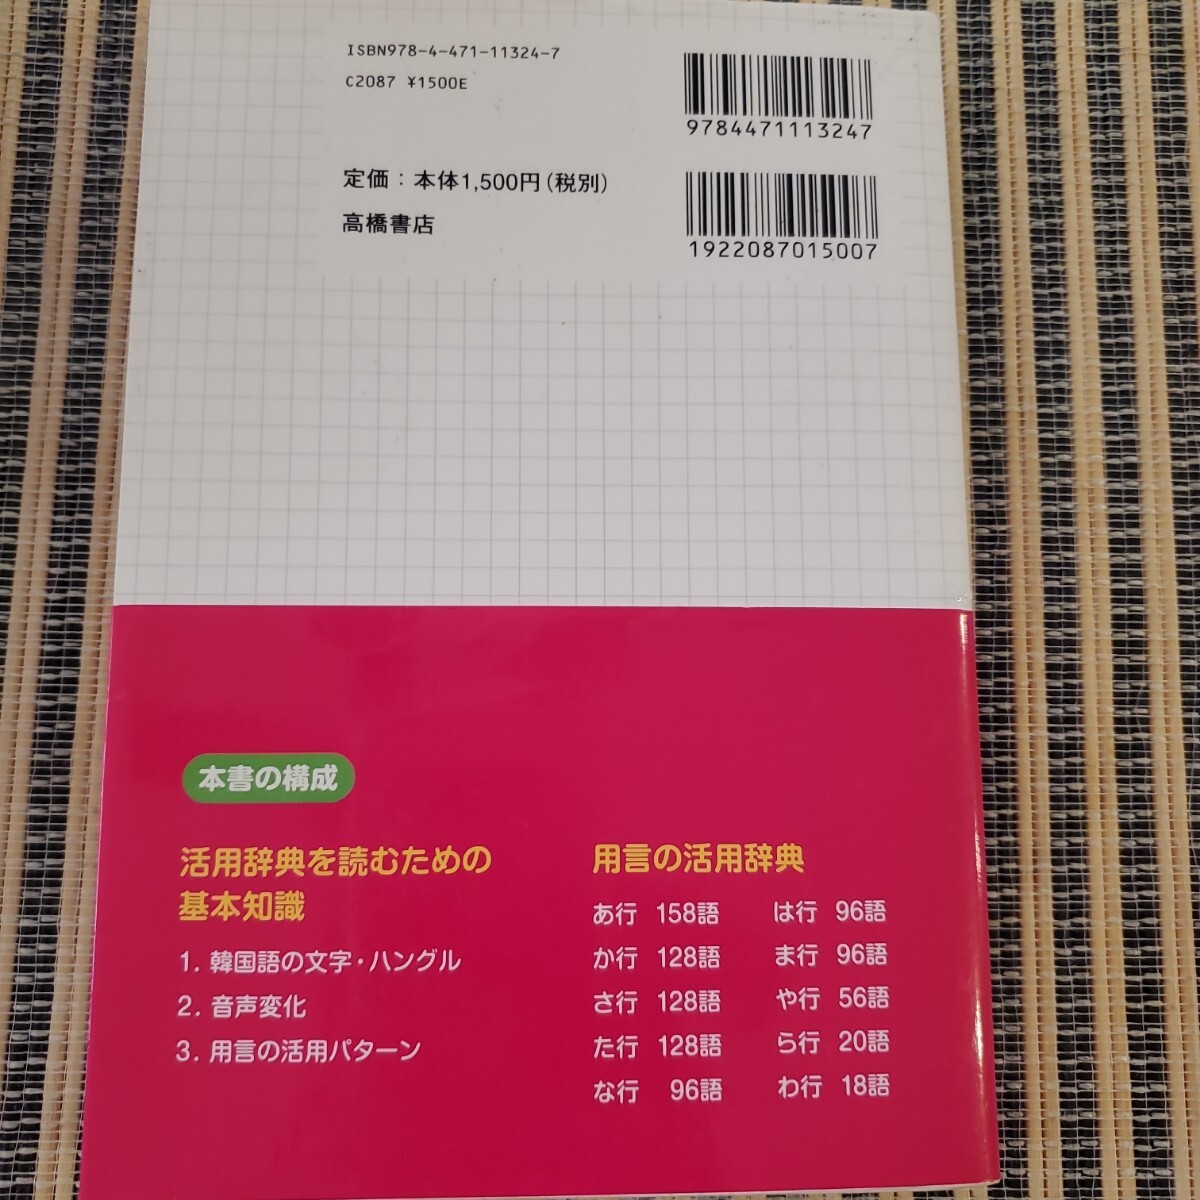 ISBN978-4-471-11324-7
C2087 ¥1500E
9784471113247
定価：本体1,500円（税別）
高橋書店
1922087015007
本書の構成
活用辞典を読むための
基本知識
1. 韓国語の文字・ハングル
2. 音声変化
3. 用言の活用パターン
用言の活用辞典
あ行 158語
か行 128語
さ行 128語
た行 128語
な行 96語
は行 96語
ま行 96語
や行 56語
ら行 20語
わ行 18語